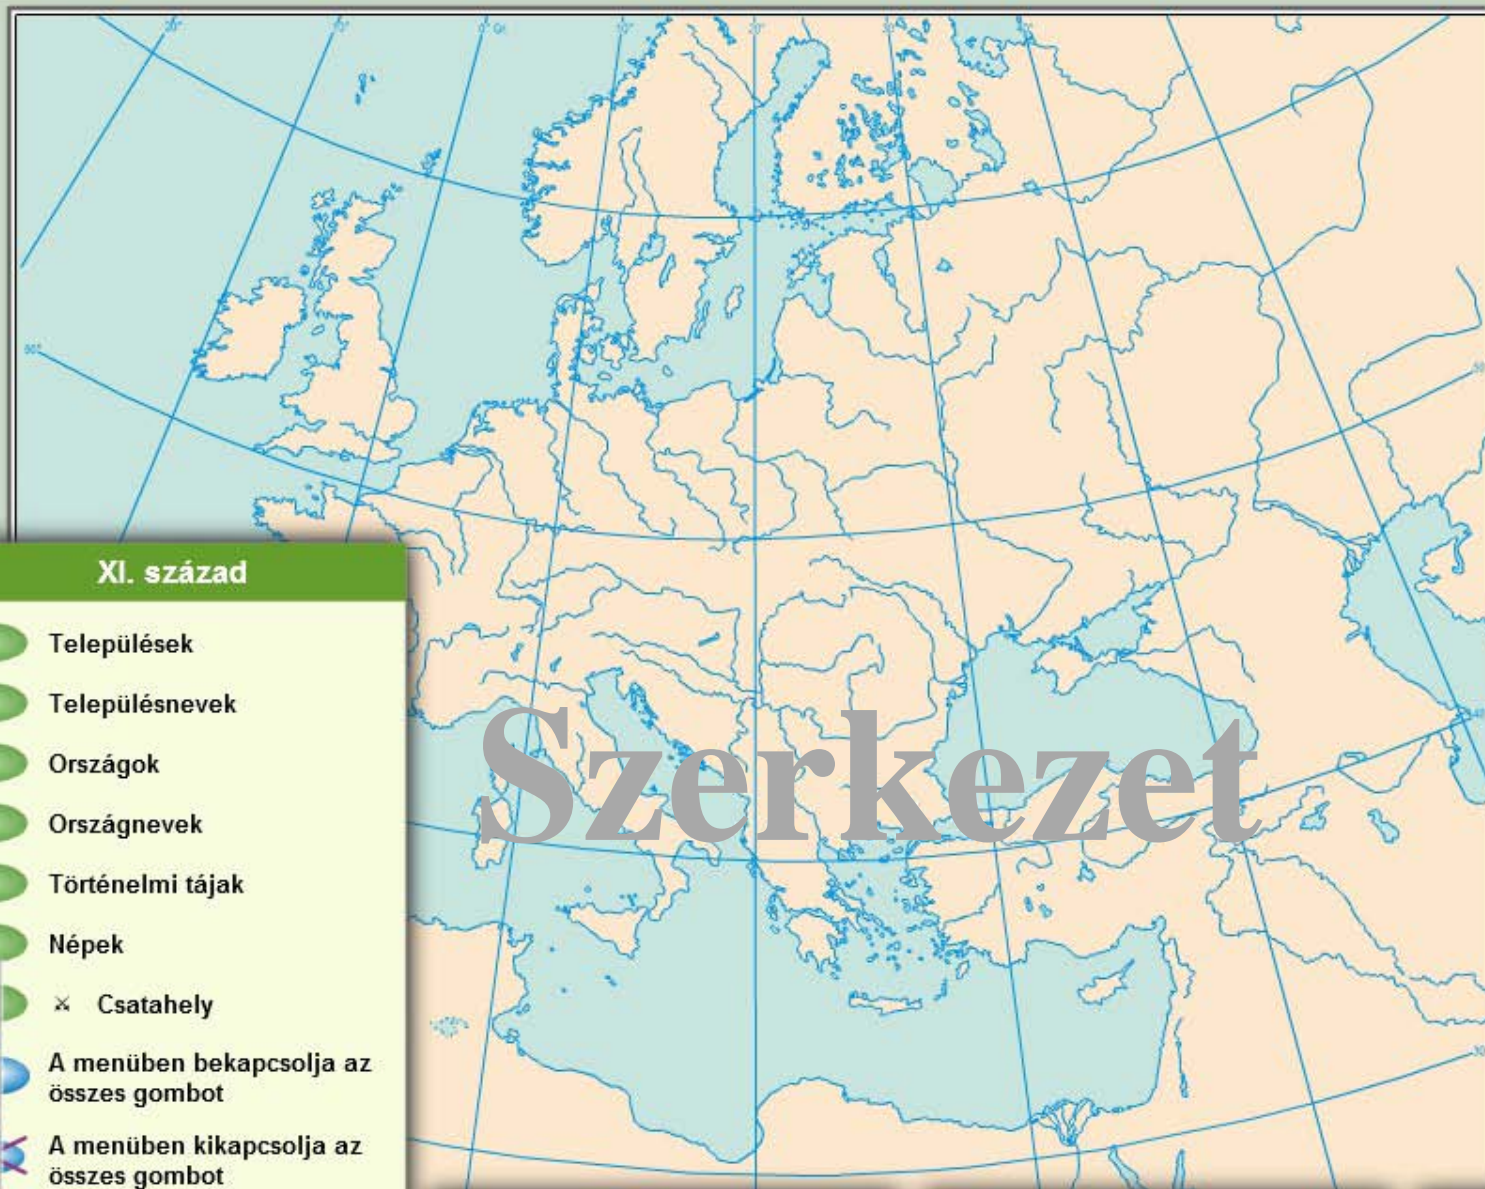 XI. század
Települések
Településnevek
Országok
Országnevek
Történelmi tájak
Népek
Csatahely
A menüben bekapcsolja az
összes gombot
A menüben kikapcsolja az
összes gombot
Szerkezet